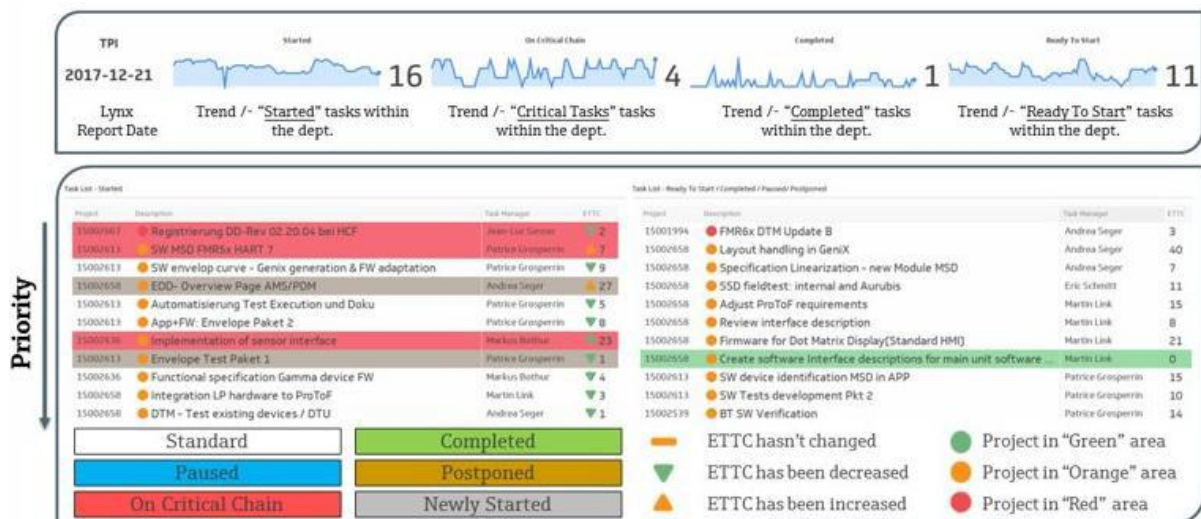 TPI
Started
On Critical Chain
Completed
Ready To Start
2017-12-21
16
4
1
11
Lynx
Report Date
Trend /- "Started" tasks within
the dept.
Trend /- "Critical Tasks" tasks
within the dept.
Trend /- "Completed" tasks
within the dept.
Trend /- "Ready To Start" tasks
within the dept.
Priority
Task List - Started
Project Description Task Manager ETTC
Registrierung DD-Rev 02.20.04 bei HCF 2
15002613 SW MSD FMR5x HART 7 Patrice Grosperrin 7
15002613 SW envelop curve - Genix generation & FW adaptation Patrice Grosperrin 9
15002658 EDD- Overview Page AMS/PDM Andrea Seger 27
15002613 Automatisierung Test Execution und Doku Patrice Grosperrin 5
15002613 App+FW: Envelope Paket 2 Patrice Grosperrin 8
15002636 Implementation of sensor interface Markus Bothur 23
15002613 Envelope Test Paket 1 Patrice Grosperrin 1
15002636 Functional specification Gamma device FW Markus Bothur 4
15002658 Integration LP hardware to ProToF Martin Link 3
15002658 DTM - Test existing devices / DTU Andrea Seger 1
Task List - Ready To Start / Completed / Paused/ Postponed
Project Description Task Manager ETTC
15001994 FMR6x DTM Update B Andrea Seger 3
15002658 Layout handling in GeniX Andrea Seger 40
15002658 Specification Linearization - new Module MSD Andrea Seger 7
15002658 SSD fieldtest: internal and Aurubis Eric Schmitt 11
15002658 Adjust ProToF requirements Martin Link 15
15002658 Review interface description Martin Link 8
15002658 Firmware for Dot Matrix Display(Standard HMI) Martin Link 21
15002658 Create software Interface descriptions for main unit software ... Martin Link 0
15002613 SW device identification MSD in APP Patrice Grosperrin 15
15002613 SW Tests development Pkt 2 Patrice Grosperrin 10
15002539 BT SW Verification Patrice Grosperrin 14
Standard
Completed
Paused
Postponed
On Critical Chain
Newly Started
ETTC hasn't changed
ETTC has been decreased
ETTC has been increased
Project in "Green" area
Project in "Orange" area
Project in "Red" area